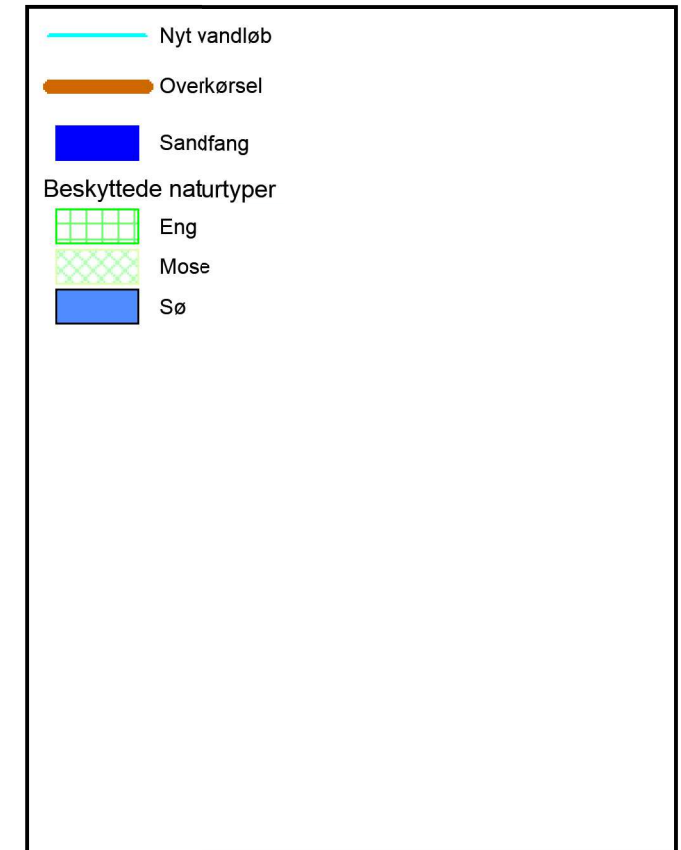 Nyt vandløb
Overkørsel
Sandfang
Beskyttede naturtyper
Eng
Mose
Sø